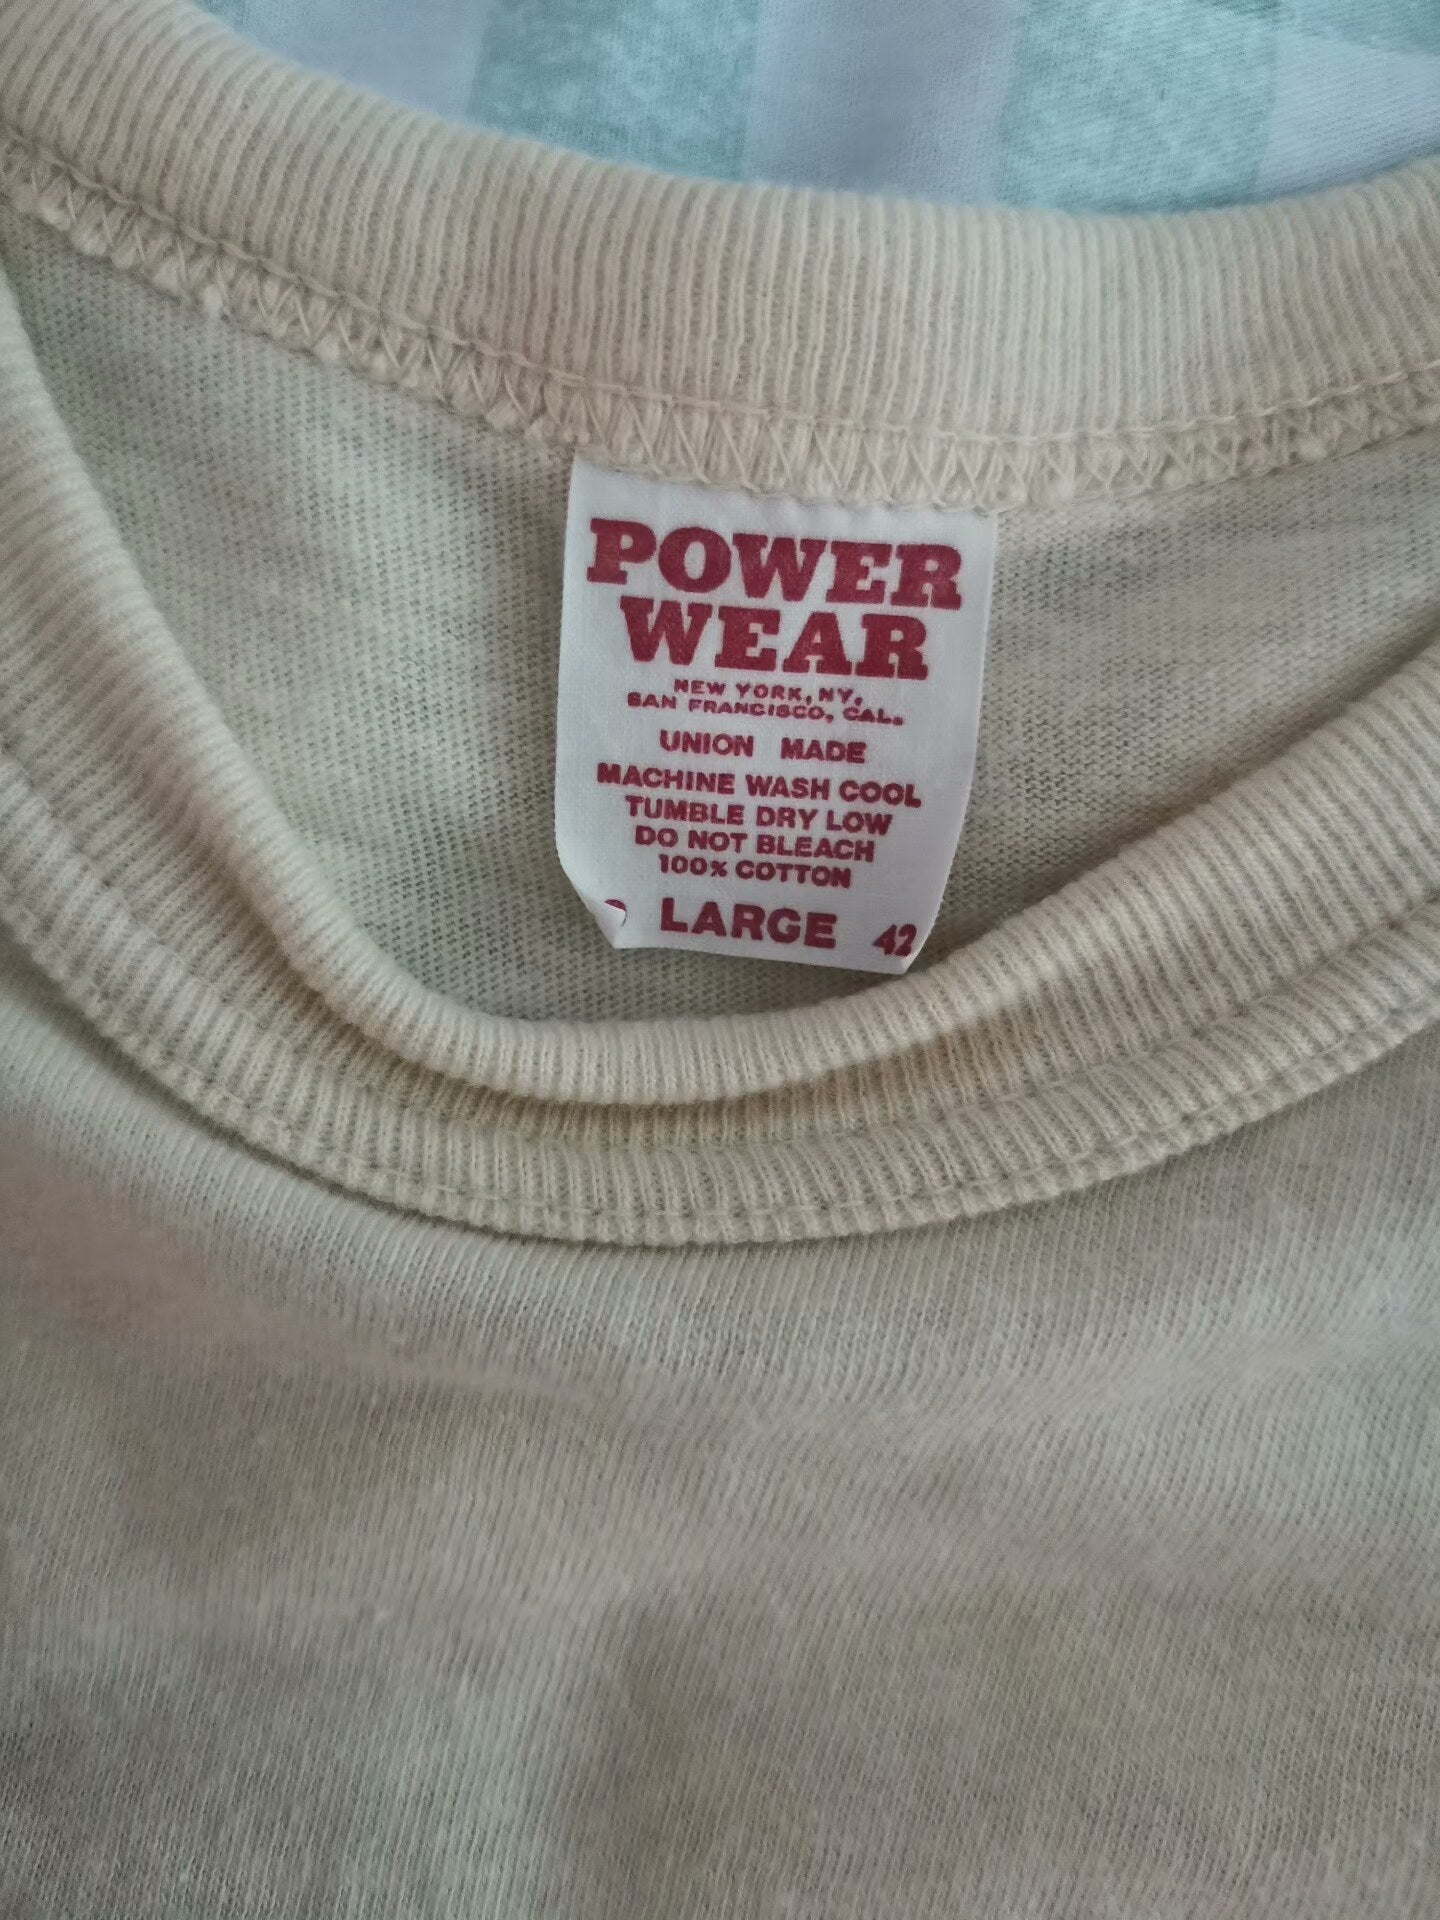 POWER
WEAR
NEW YORK, NY,
SAN FRANCISCO, CAL.
UNION MADE
MACHINE WASH COOL
TUMBLE DRY LOW
DO NOT BLEACH
100% COTTON
LARGE 42